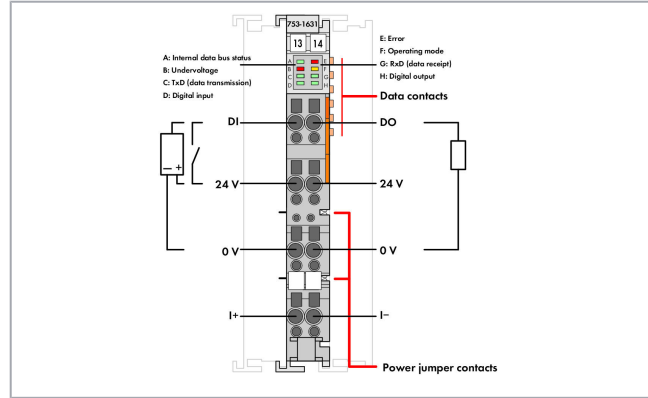 753-1631
13 14
A: Internal data bus status
B: Undervoltage
C: TxD (data transmission)
D: Digital input
E: Error
F: Operating mode
G: RxD (data receipt)
H: Digital output
A E
B F
C G
D H
Data contacts
DI DO
24 V 24 V
0 V 0 V
I+ I−
Power jumper contacts